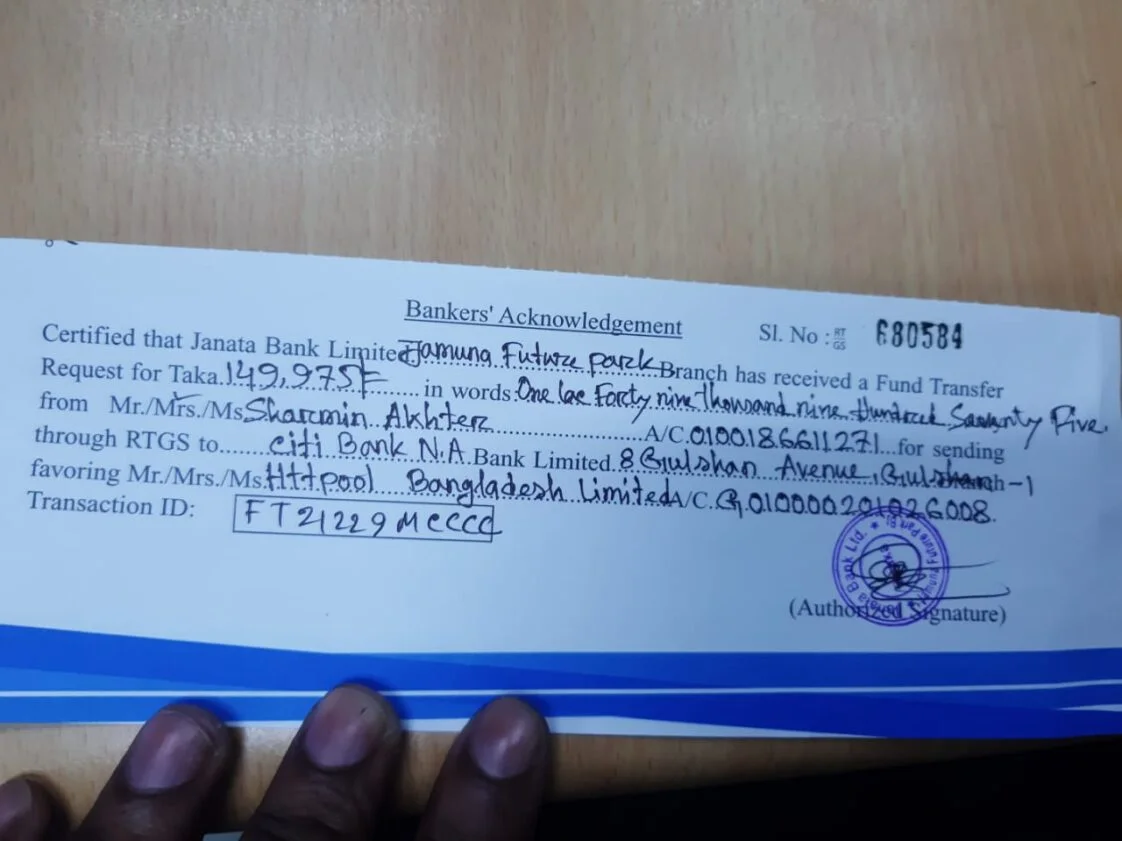 Bankers' Acknowledgement
Sl. No : RTGS 680584
Certified that Janata Bank Limited Jamuna Future Park Branch has received a Fund Transfer
Request for Taka 149,975/= in words: One lac Forty nine thousand nine Hundred Seventy Five
from Mr./Mrs./Ms. Sharmin Akhter A/C. 0100186611271 for sending
through RTGS to citi Bank N.A Bank Limited 8 Gulshan Avenue, Gulshan-1
favoring Mr./Mrs./Ms. Httpool Bangladesh Limited A/C. G010000201026008
Transaction ID: FT21229MCCCC
(Authorized Signature)